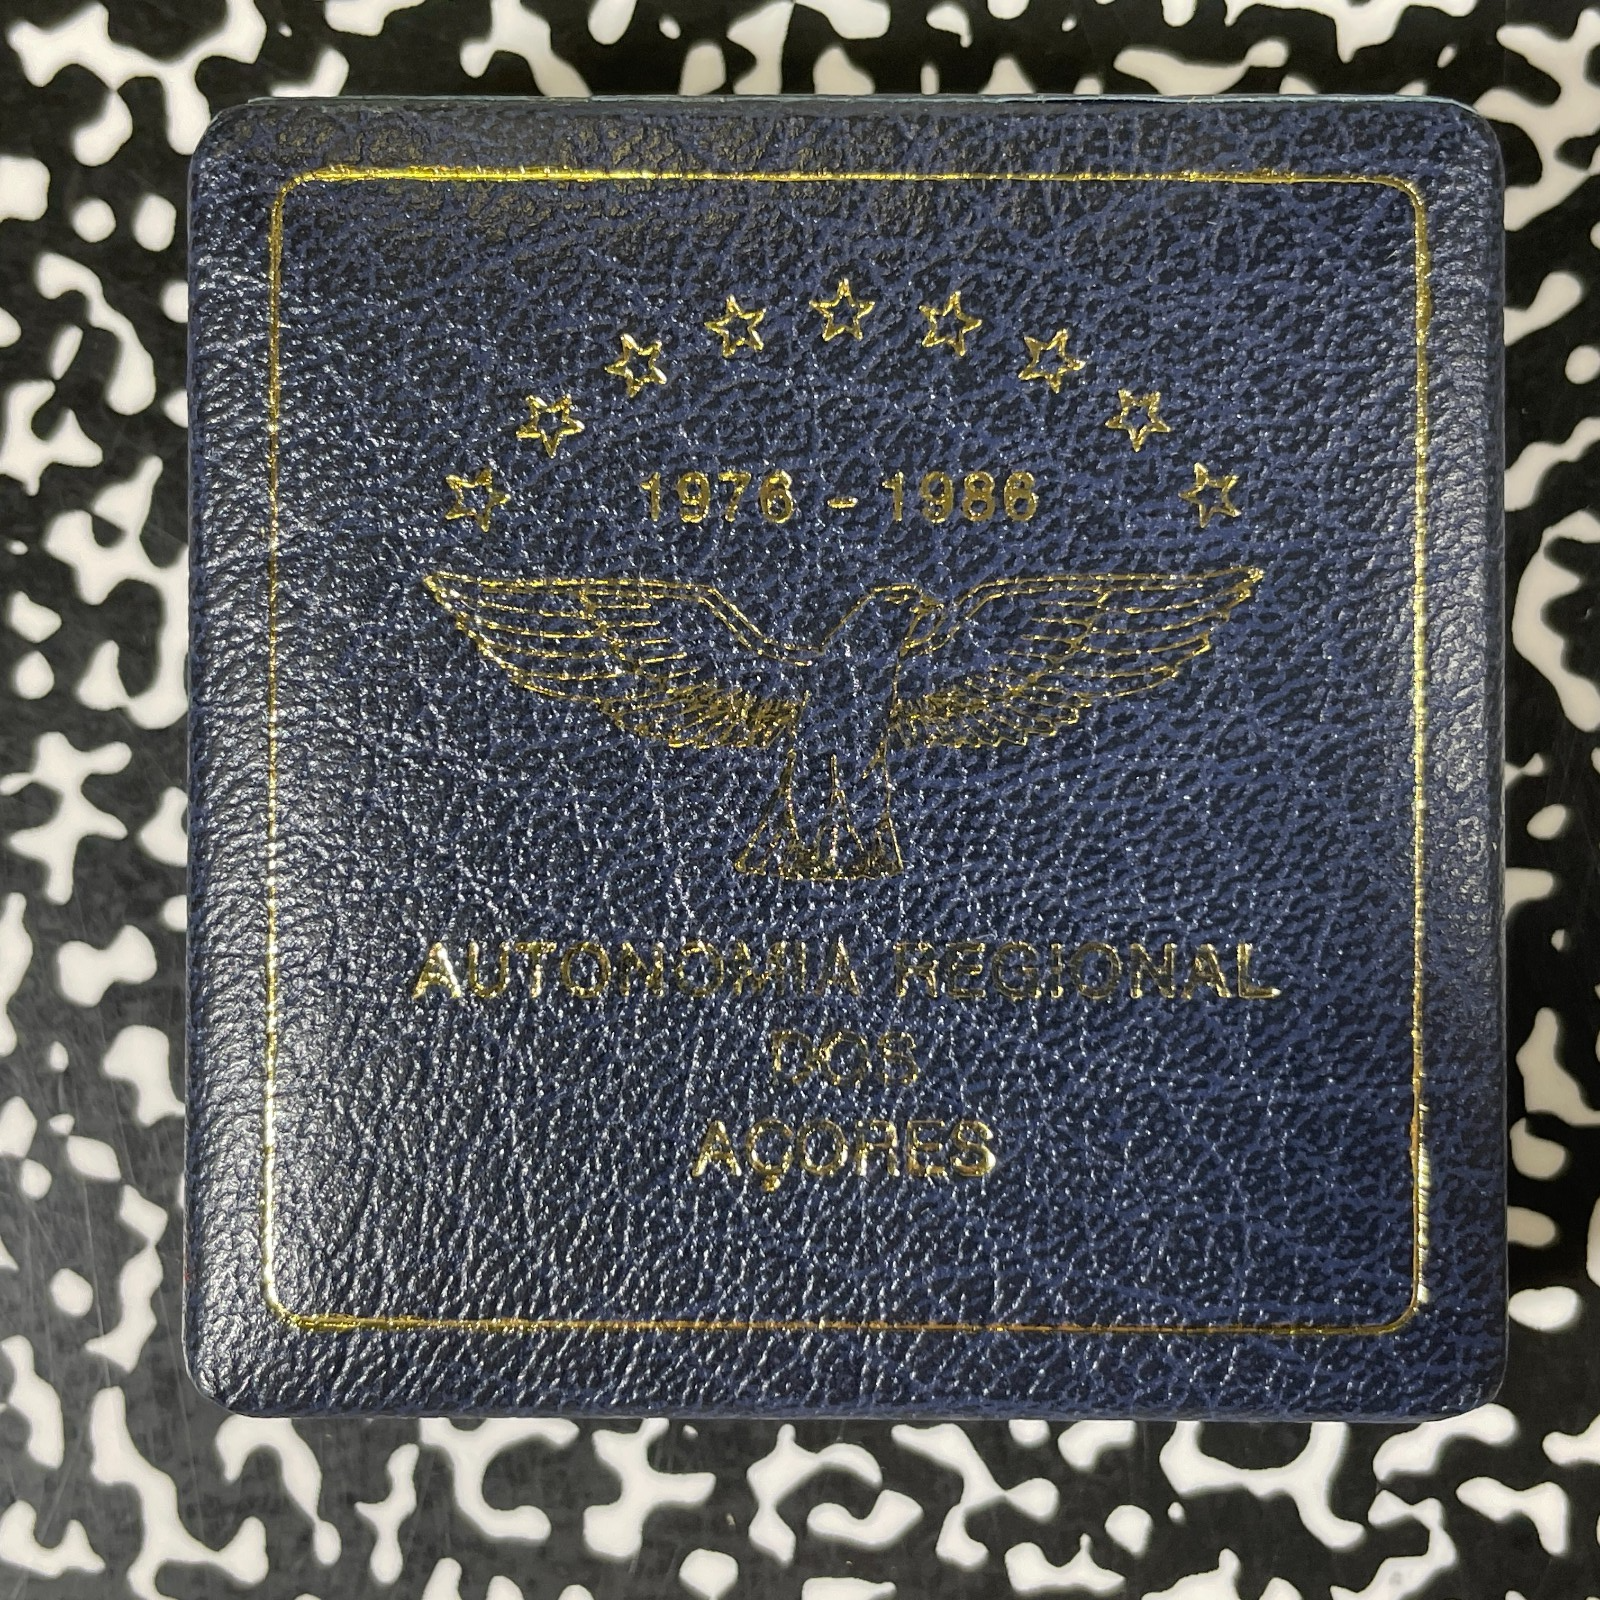 1976 - 1986
AUTONOMIA REGIONAL
DOS
AÇORES